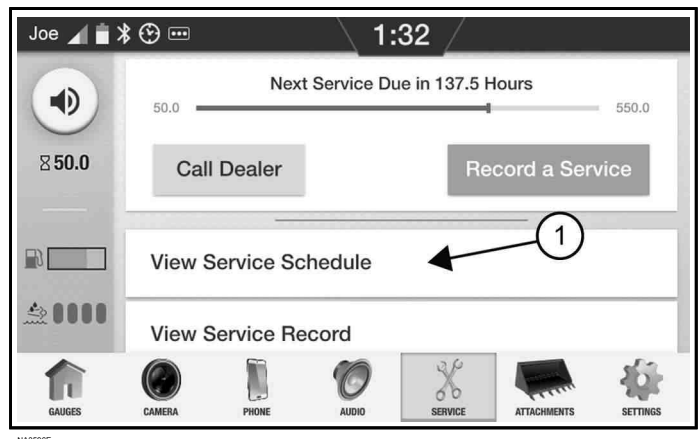 Joe
1:32
Next Service Due in 137.5 Hours
50.0
550.0
50.0
Call Dealer
Record a Service
1
View Service Schedule
View Service Record
GAUGES
CAMERA
PHONE
AUDIO
SERVICE
ATTACHMENTS
SETTINGS